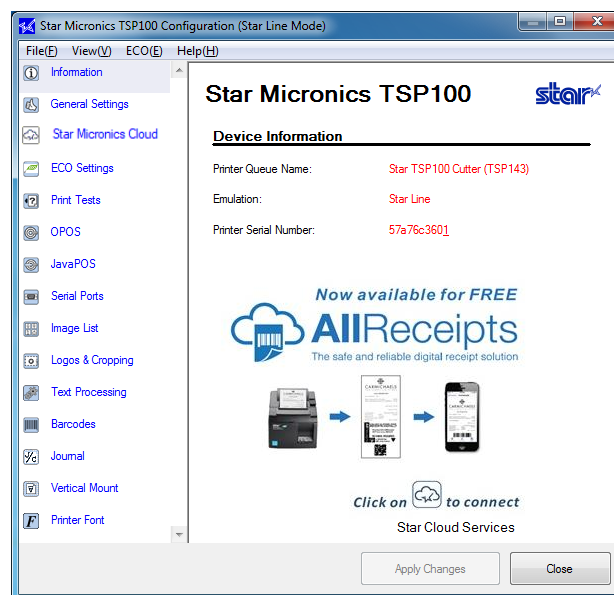 Star Micronics TSP100 Configuration (Star Line Mode)
File(F) View(V) ECO(E) Help(H)
Information
General Settings
Star Micronics Cloud
ECO Settings
Print Tests
OPOS
JavaPOS
Serial Ports
Image List
Logos & Cropping
Text Processing
Barcodes
Journal
Vertical Mount
Printer Font
Star Micronics TSP100
star
Device Information
Printer Queue Name: Star TSP100 Cutter (TSP143)
Emulation: Star Line
Printer Serial Number: 57a76c3601
Now available for FREE
AllReceipts
The safe and reliable digital receipt solution
CARMICHAELS
CARMICHAELS
Click on to connect
Star Cloud Services
Apply Changes Close